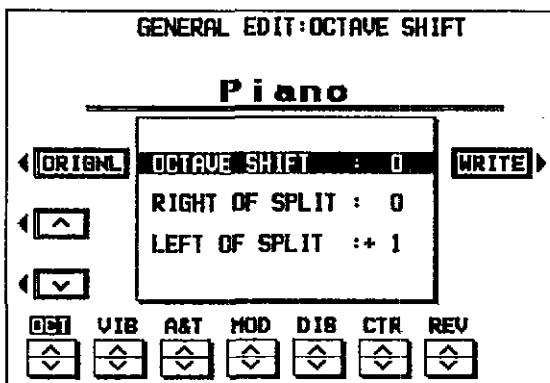 GENERAL EDIT:OCTAVE SHIFT
Piano
ORIGNL
OCTAVE SHIFT : 0
WRITE
RIGHT OF SPLIT : 0
LEFT OF SPLIT :+ 1
OCT VIB A&T MOD DIS CTR REV